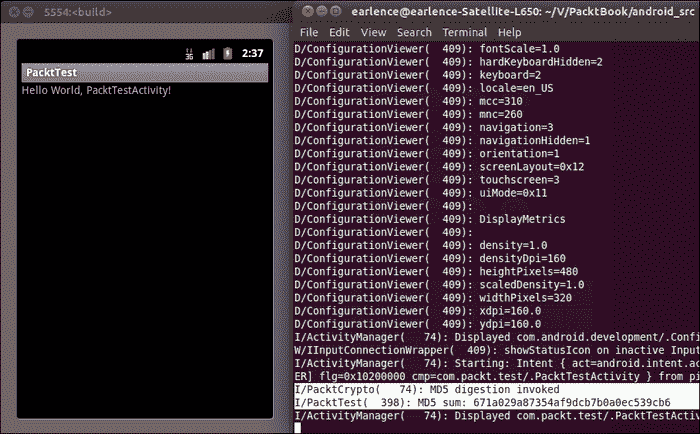 5554:<build>
3G
2:37
PacktTest
Hello World, PacktTestActivity!
earlence@earlence-Satellite-L650: ~/V/PacktBook/android_src
File Edit View Search Terminal Help
D/ConfigurationViewer(  409): fontScale=1.0
D/ConfigurationViewer(  409): hardKeyboardHidden=2
D/ConfigurationViewer(  409): keyboard=2
D/ConfigurationViewer(  409): locale=en_US
D/ConfigurationViewer(  409): mcc=310
D/ConfigurationViewer(  409): mnc=260
D/ConfigurationViewer(  409): navigation=3
D/ConfigurationViewer(  409): navigationHidden=1
D/ConfigurationViewer(  409): orientation=1
D/ConfigurationViewer(  409): screenLayout=0x12
D/ConfigurationViewer(  409): touchscreen=3
D/ConfigurationViewer(  409): uiMode=0x11
D/ConfigurationViewer(  409):
D/ConfigurationViewer(  409): DisplayMetrics
D/ConfigurationViewer(  409):
D/ConfigurationViewer(  409): density=1.0
D/ConfigurationViewer(  409): densityDpi=160
D/ConfigurationViewer(  409): heightPixels=480
D/ConfigurationViewer(  409): scaledDensity=1.0
D/ConfigurationViewer(  409): widthPixels=320
D/ConfigurationViewer(  409): xdpi=160.0
D/ConfigurationViewer(  409): ydpi=160.0
I/ActivityManager(   74): Displayed com.android.development/.Confi
W/IInputConnectionWrapper(  409): showStatusIcon on inactive Input
I/ActivityManager(   74): Starting: Intent { act=android.intent.ac
ER] flg=0x10200000 cmp=com.packt.test/.PacktTestActivity } from pi
I/PacktCrypto(   74): MD5 digestion invoked
I/PacktTest(  398): MD5 sum: 671a029a87354af9dcb7b0a0ec539cb6
I/ActivityManager(   74): Displayed com.packt.test/.PacktTestActiv